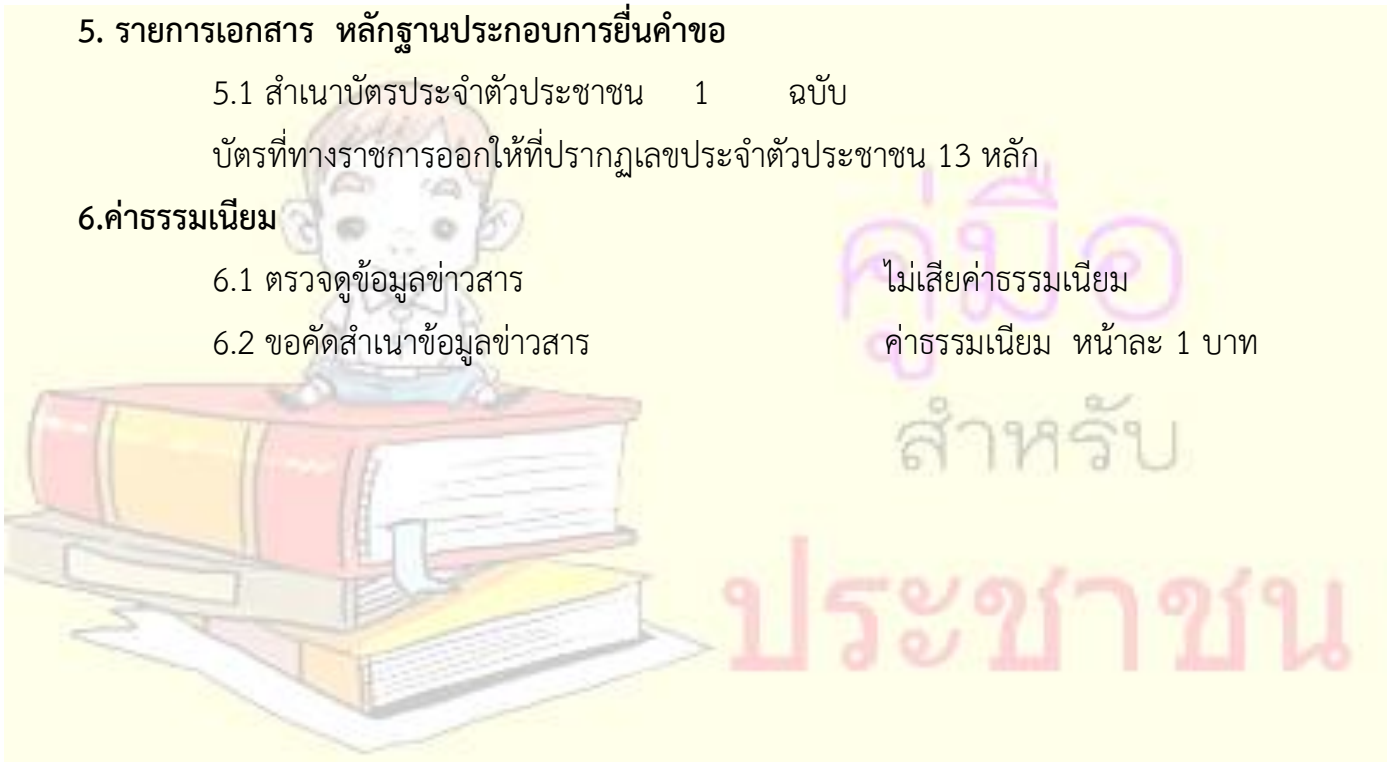 5. รายการเอกสาร หลักฐานประกอบการยื่นคำขอ
5.1 สำเนาบัตรประจำตัวประชาชน 1 ฉบับ
บัตรที่ทางราชการออกให้ที่ปรากฏเลขประจำตัวประชาชน 13 หลัก
6.ค่าธรรมเนียม
6.1 ตรวจดูข้อมูลข่าวสาร ไม่เสียค่าธรรมเนียม
6.2 ขอคัดสำเนาข้อมูลข่าวสาร ค่าธรรมเนียม หน้าละ 1 บาท
คู่มือ
สำหรับ
ประชาชน